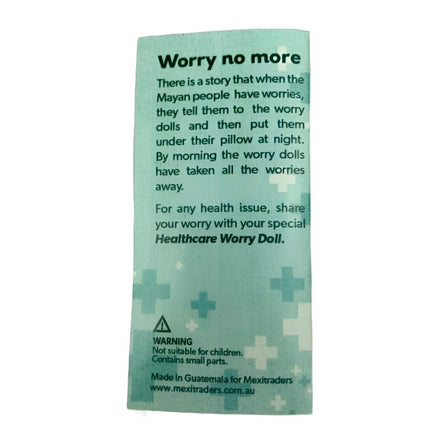 Worry no more
There is a story that when the
Mayan people have worries,
they tell them to the worry
dolls and then put them
under their pillow at night.
By morning the worry dolls
have taken all the worries
away.
For any health issue, share
your worry with your special
Healthcare Worry Doll.
WARNING
Not suitable for children.
Contains small parts.
Made in Guatemala for Mexitraders
www.mexitraders.com.au